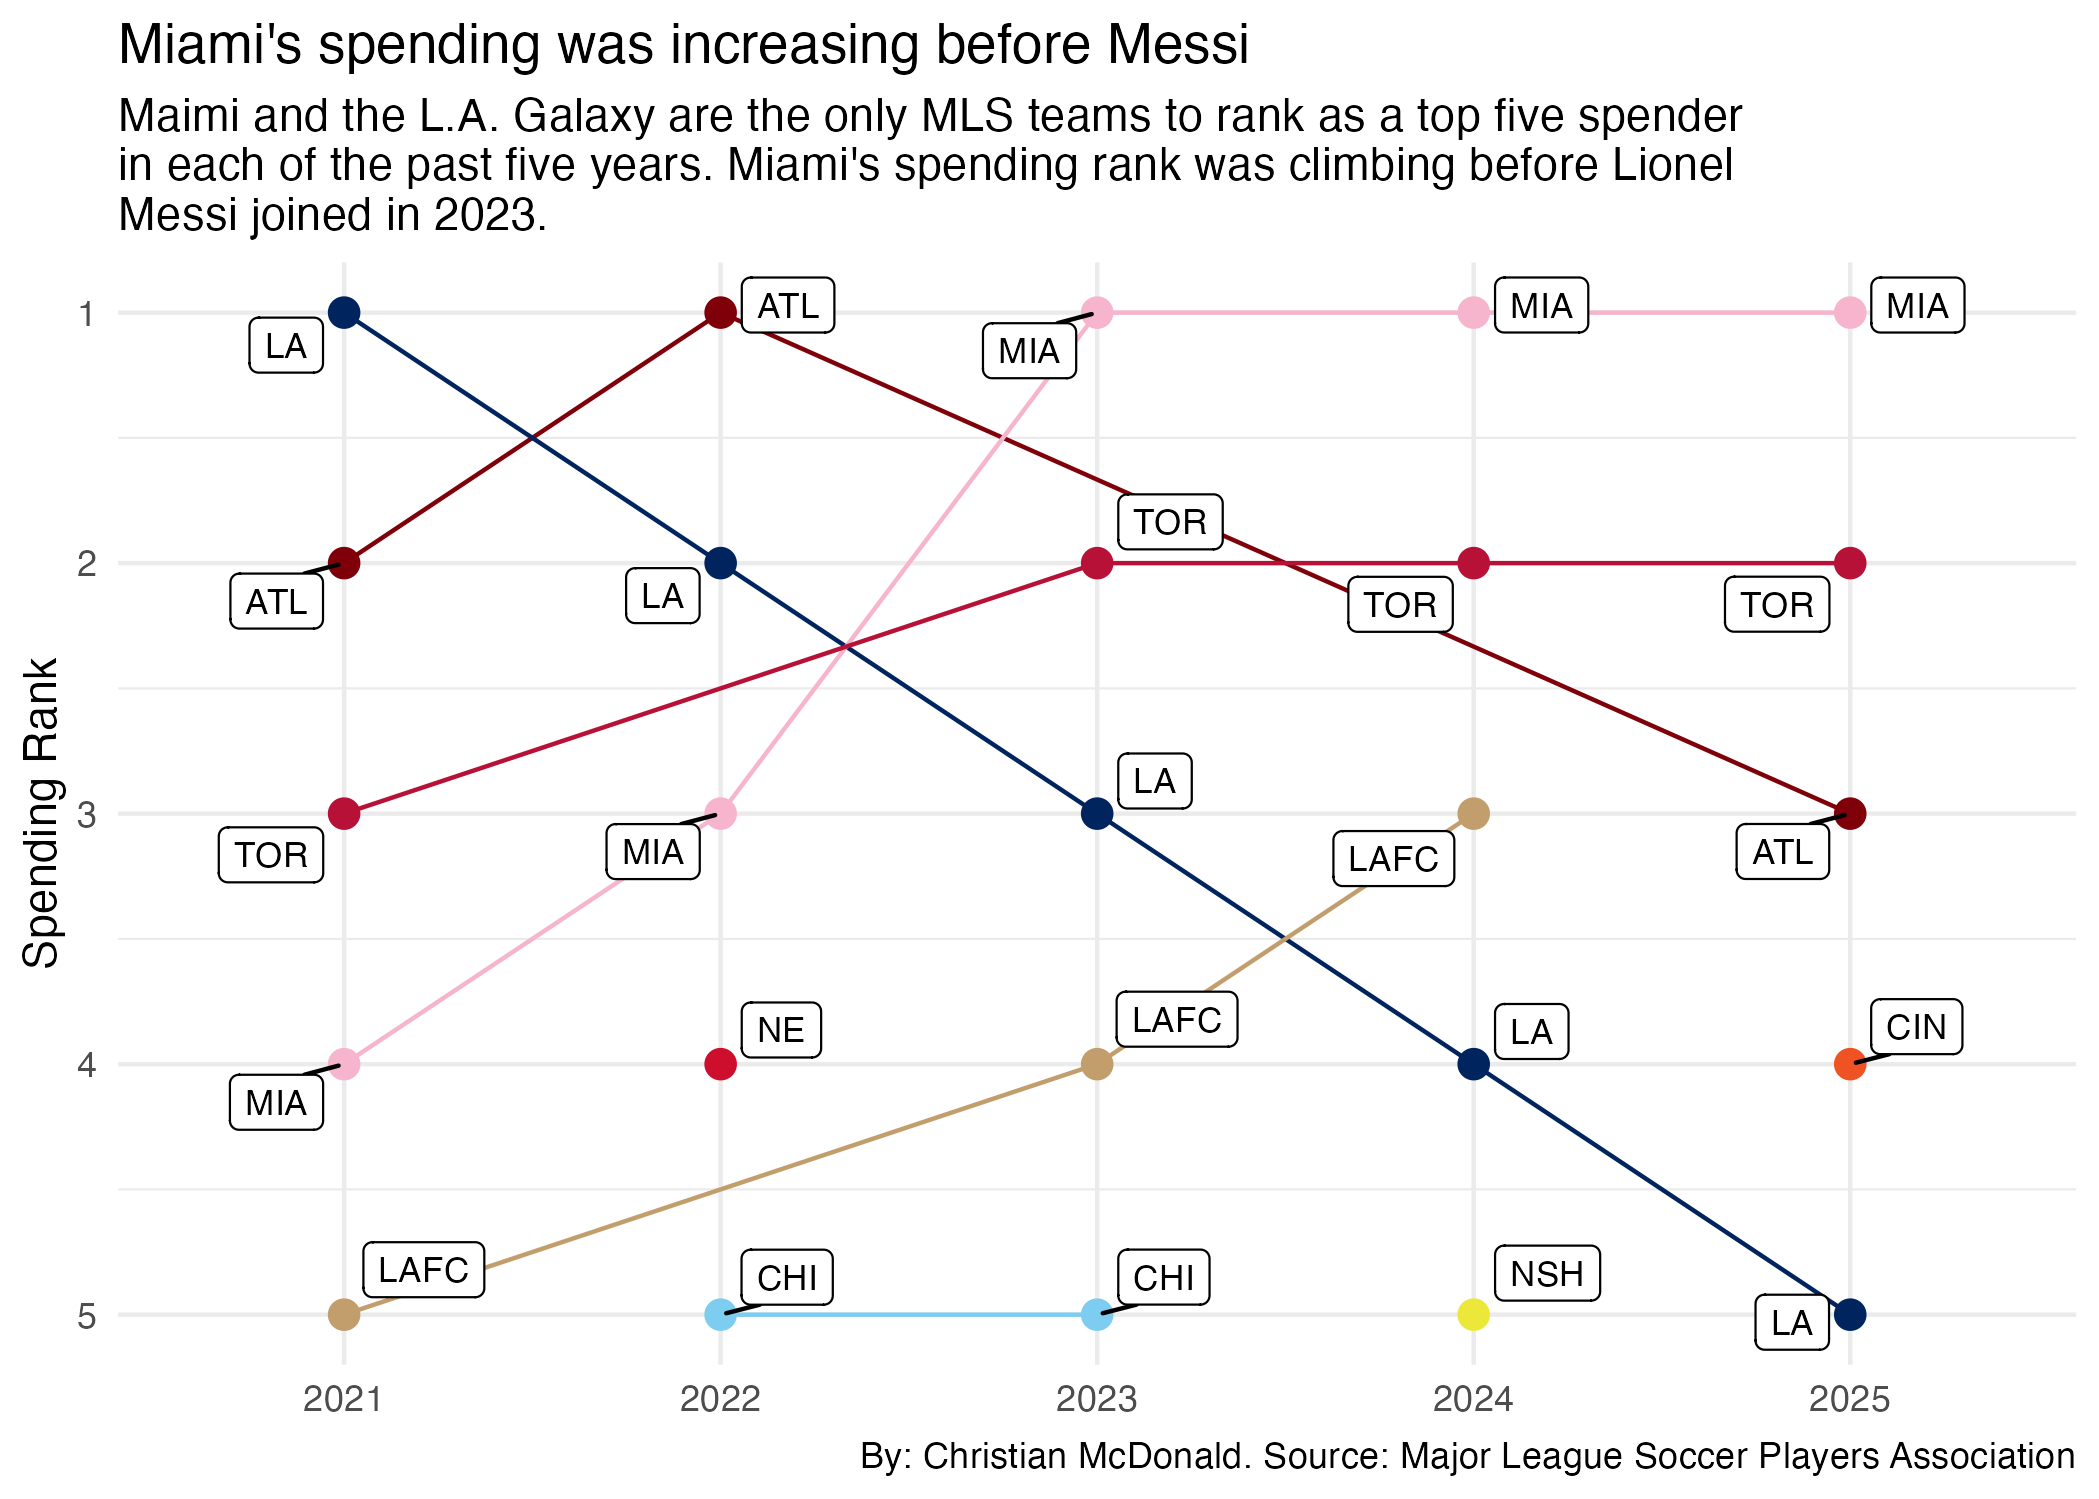 Miami's spending was increasing before Messi
Maimi and the L.A. Galaxy are the only MLS teams to rank as a top five spender
in each of the past five years. Miami's spending rank was climbing before Lionel
Messi joined in 2023.
Spending Rank
1
LA
ATL
MIA
MIA
MIA
2
ATL
LA
TOR
TOR
TOR
3
TOR
MIA
LA
LAFC
ATL
4
MIA
NE
LAFC
LA
CIN
5
LAFC
CHI
CHI
NSH
LA
2021
2022
2023
2024
2025
By: Christian McDonald. Source: Major League Soccer Players Association